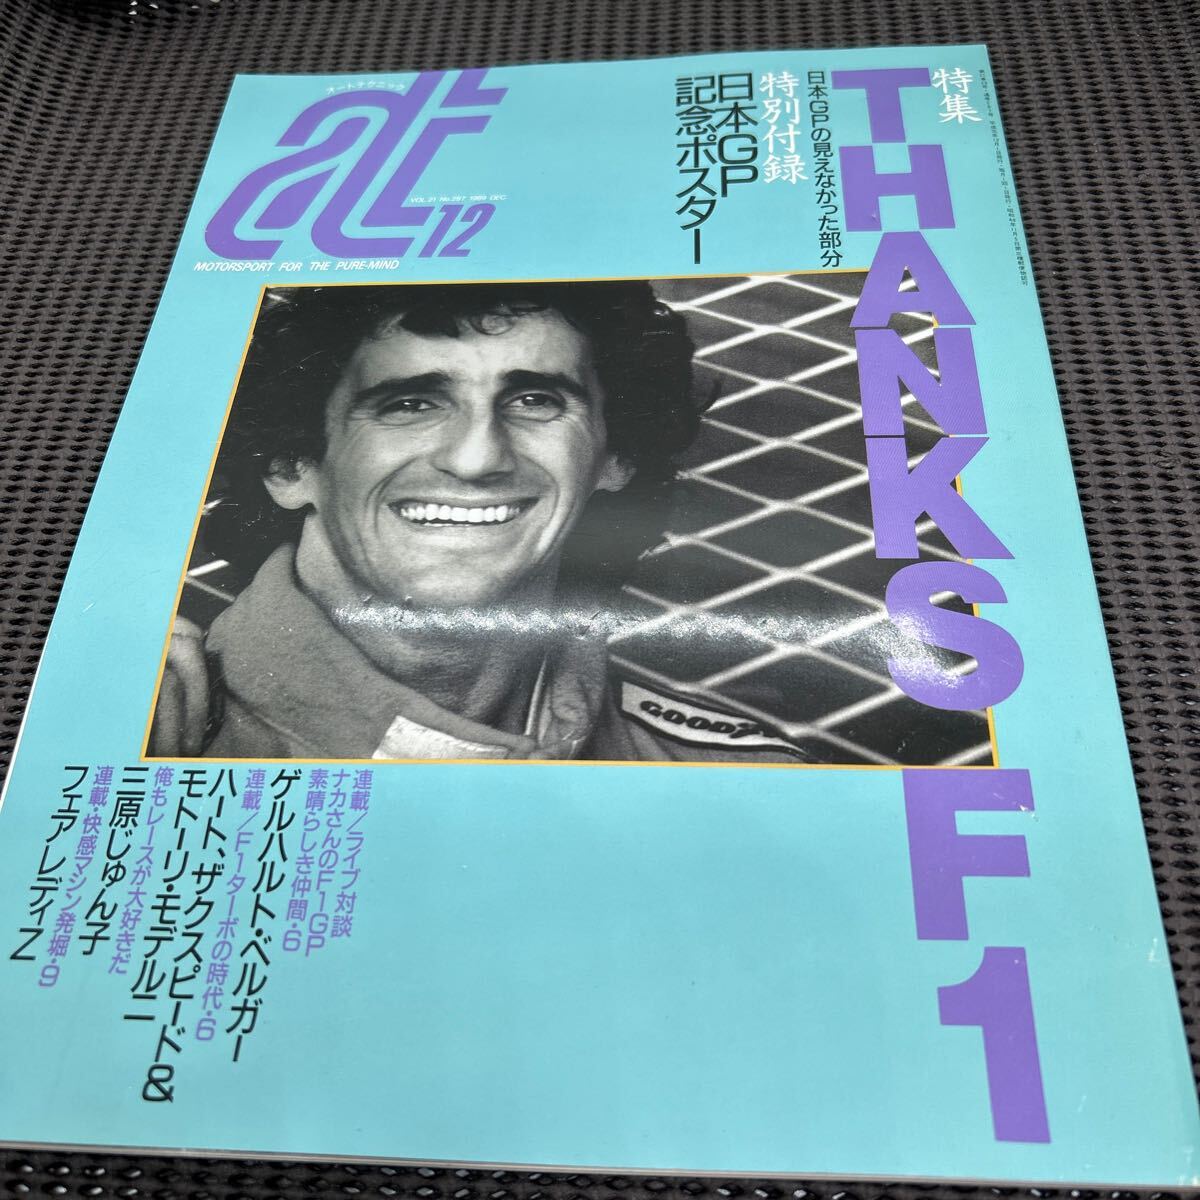 オートテクニック
at
VOL.21 No.287 1989 DEC
12
MOTORSPORT FOR THE PURE-MIND
特集
THANKS F1
日本GPの見えなかった部分
特別付録
日本GP
記念ポスター
GOODY
連載/ライブ対談
ナカさんのF1GP
素晴らしき仲間・6
ゲルハルト・ベルガー
連載/F1ターボの時代・6
ハート、ザクスピード&
モトーリ・モデルニ
俺もレースが大好きだ
三原じゅん子
連載・快感マシン発掘・9
フェアレディZ